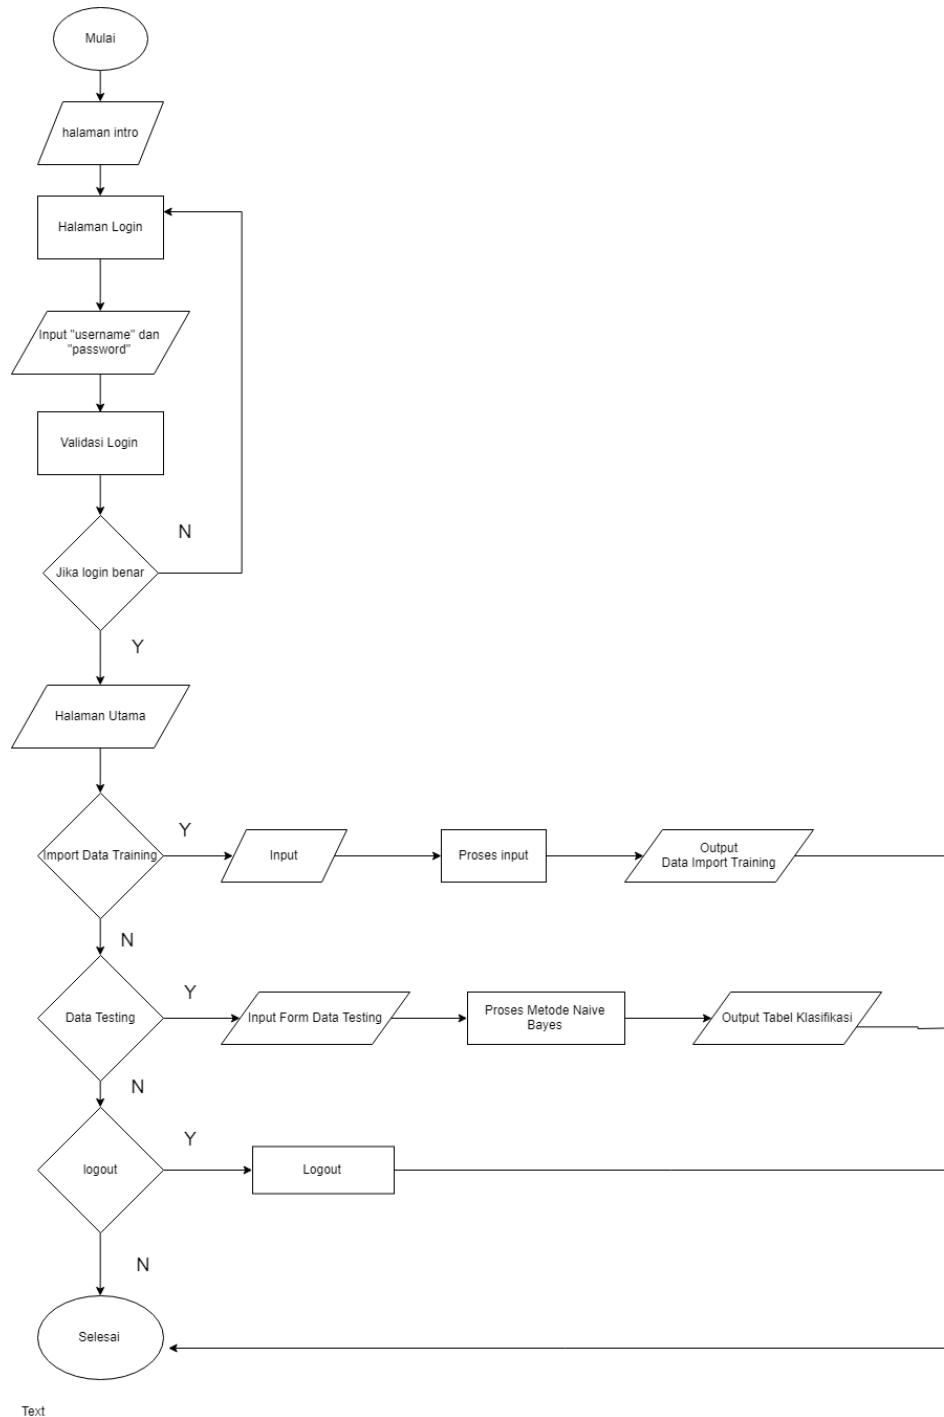 Mulai
halaman intro
Halaman Login
Input "username" dan
"password"
Validasi Login
N
Jika login benar
Y
Halaman Utama
Import Data Training
Y
Input
Proses input
Output
Data Import Training
N
Data Testing
Y
Input Form Data Testing
Proses Metode Naive
Bayes
Output Tabel Klasifikasi
N
logout
Y
Logout
N
Selesai
Text